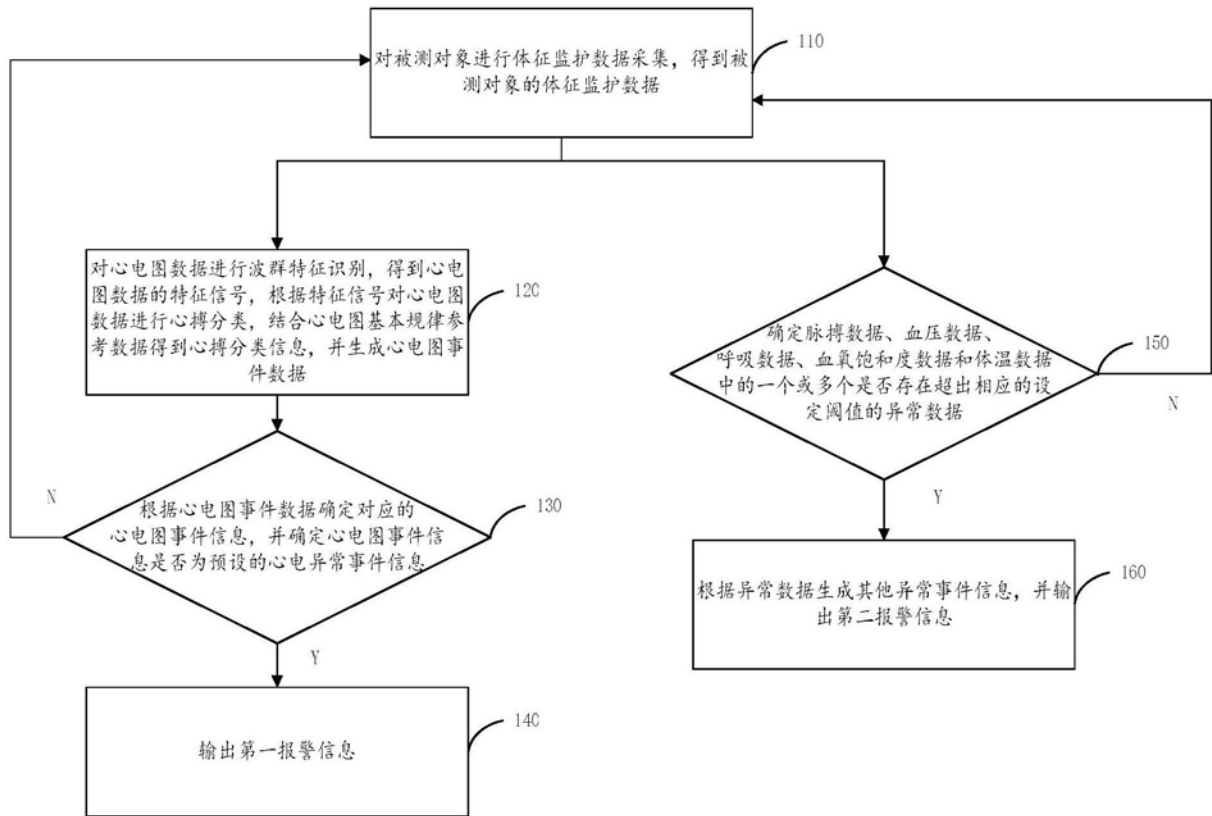 对被测对象进行体征监护数据采集，得到被
测对象的体征监护数据
110
对心电图数据进行波群特征识别，得到心电
图数据的特征信号，根据特征信号对心电图
数据进行心搏分类，结合心电图基本规律参
考数据得到心搏分类信息，并生成心电图事
件数据
120
确定脉搏数据、血压数据、
呼吸数据、血氧饱和度数据和体温数据
中的一个或多个是否存在超出相应的设
定阈值的异常数据
150
N
Y
N
根据心电图事件数据确定对应的
心电图事件信息，并确定心电图事件信
息是否为预设的心电异常事件信息
130
Y
根据异常数据生成其他异常事件信息，并输
出第二报警信息
160
输出第一报警信息
140